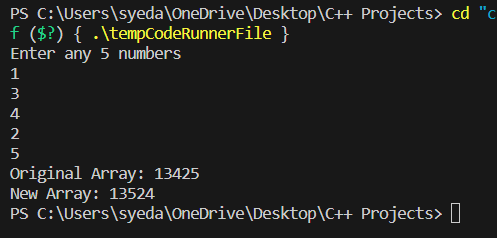 PS C:\Users\syeda\OneDrive\Desktop\C++ Projects> cd "c
f ($?) { .\tempCodeRunnerFile }
Enter any 5 numbers
1
3
4
2
5
Original Array: 13425
New Array: 13524
PS C:\Users\syeda\OneDrive\Desktop\C++ Projects>